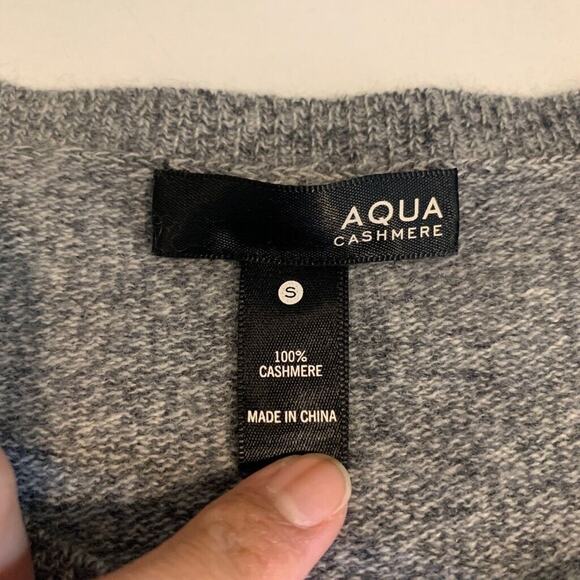 AQUA
CASHMERE
S
100%
CASHMERE
MADE IN CHINA